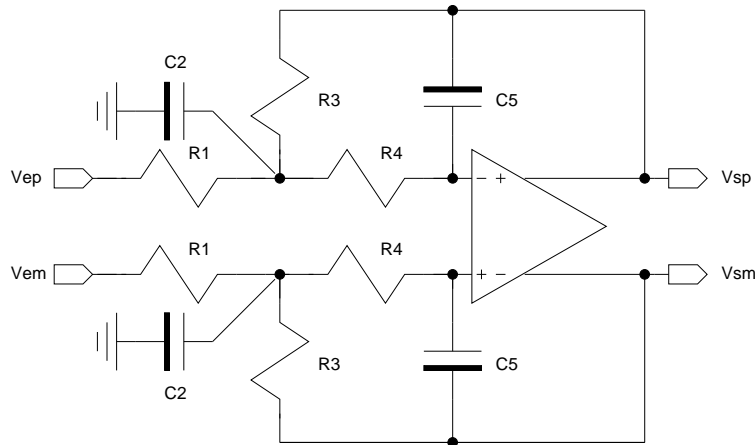 C2
R3
C5
R1
R4
Vep
- +
Vsp
R1
R4
Vem
+ -
Vsm
C2
R3
C5